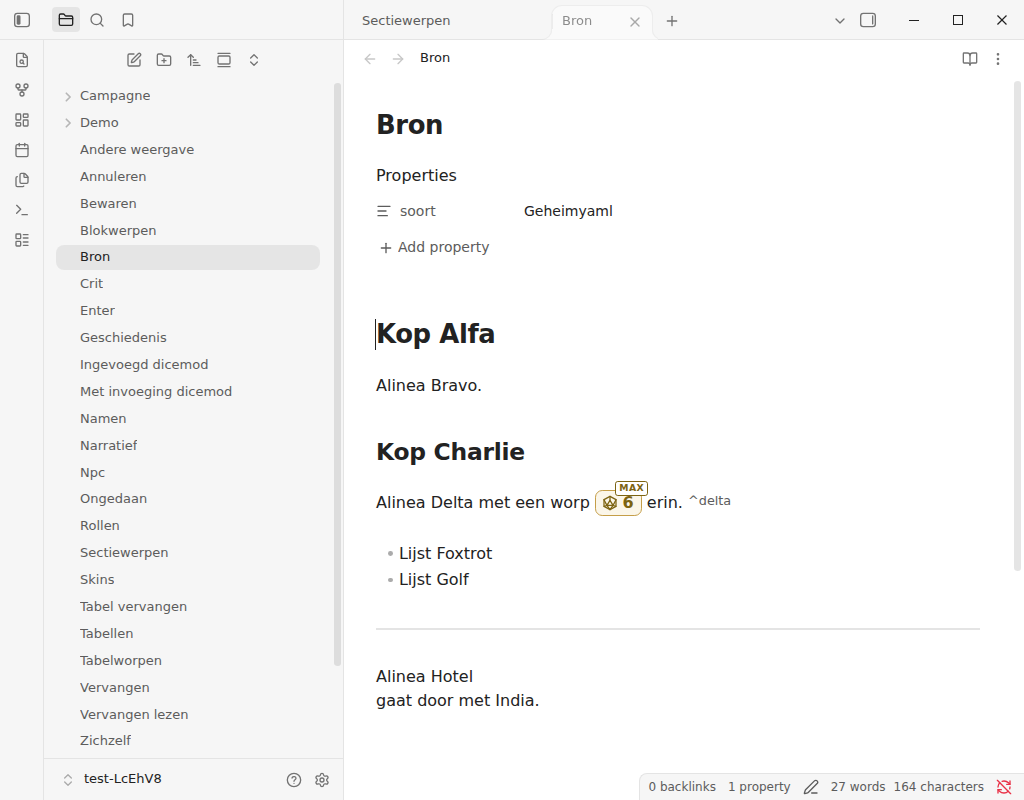 Sectiewerpen
Bron
Bron
Campagne
Demo
Andere weergave
Annuleren
Bewaren
Blokwerpen
Bron
Crit
Enter
Geschiedenis
Ingevoegd dicemod
Met invoeging dicemod
Namen
Narratief
Npc
Ongedaan
Rollen
Sectiewerpen
Skins
Tabel vervangen
Tabellen
Tabelworpen
Vervangen
Vervangen lezen
Zichzelf
test-LcEhV8
Bron
Properties
soort Geheimyaml
Add property
Kop Alfa
Alinea Bravo.
Kop Charlie
MAX
Alinea Delta met een worp 6 erin. ^delta
Lijst Foxtrot
Lijst Golf
Alinea Hotel
gaat door met India.
0 backlinks 1 property 27 words 164 characters